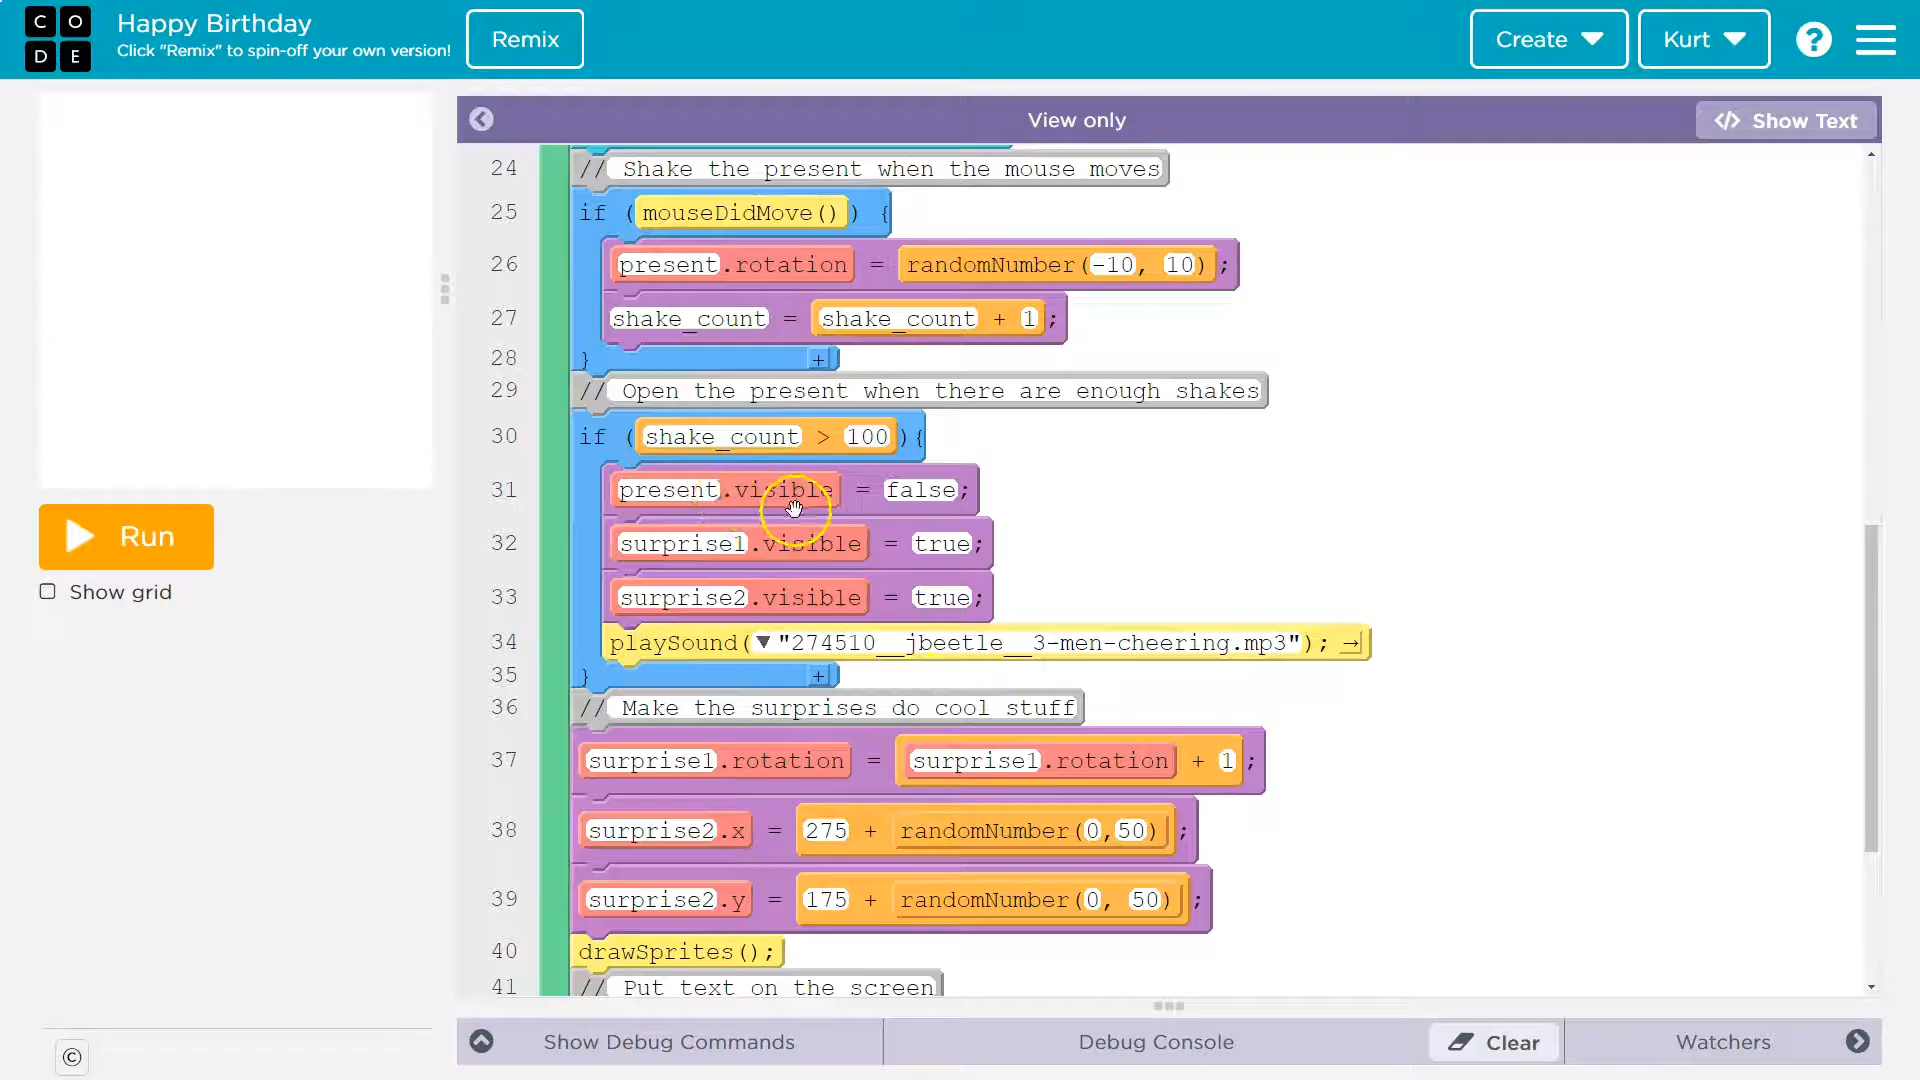 CODE
Happy Birthday
Click "Remix" to spin-off your own version!
Remix
Create
Kurt
?
View only
</> Show Text
24 // Shake the present when the mouse moves
25 if ( mouseDidMove() ) {
26 present.rotation = randomNumber(-10, 10);
27 shake_count = shake_count + 1;
28 } +
29 // Open the present when there are enough shakes
30 if ( shake_count > 100 ){
31 present.visible = false;
32 surprise1.visible = true;
33 surprise2.visible = true;
34 playSound(▼"274510__jbeetle__3-men-cheering.mp3"); →
35 } +
36 // Make the surprises do cool stuff
37 surprise1.rotation = surprise1.rotation + 1;
38 surprise2.x = 275 + randomNumber(0,50);
39 surprise2.y = 175 + randomNumber(0, 50);
40 drawSprites();
41 // Put text on the screen
Run
Show grid
©
Show Debug Commands
Debug Console
Clear
Watchers